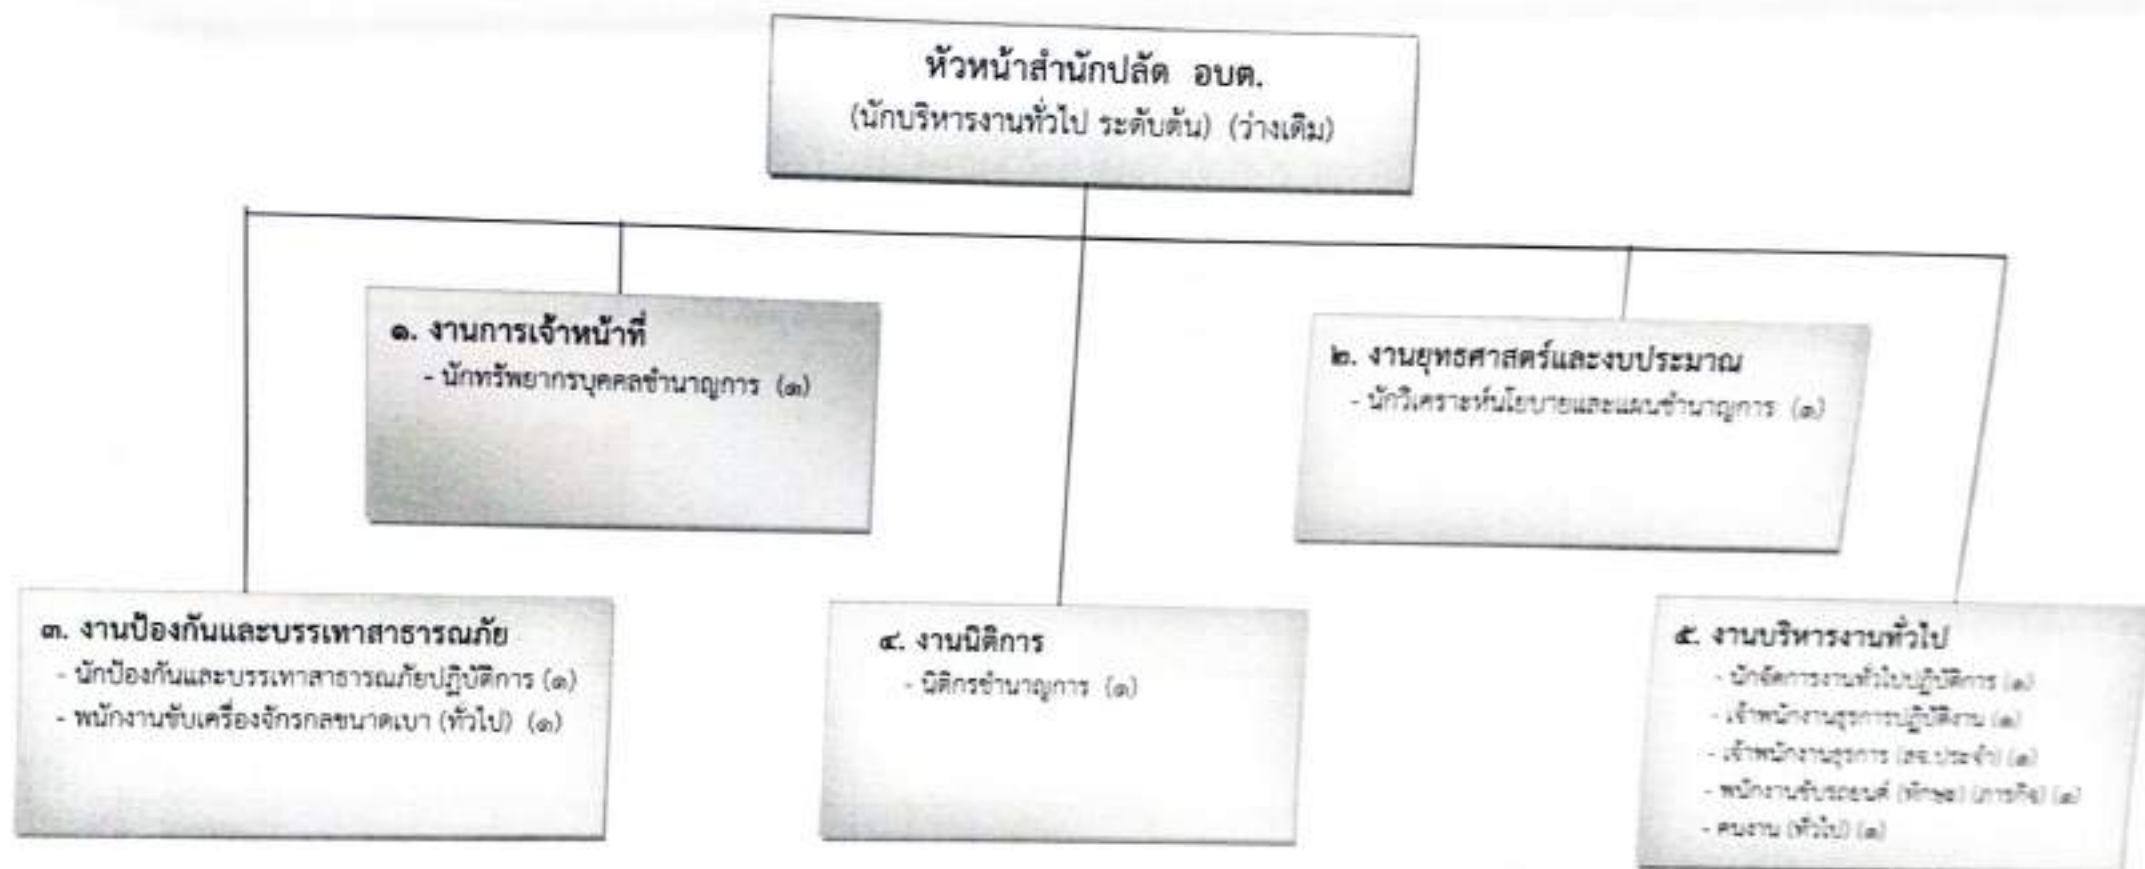 หัวหน้าสำนักปลัด อบต.
(นักบริหารงานทั่วไป ระดับต้น) (ว่างเดิม)
๑. งานการเจ้าหน้าที่
- นักทรัพยากรบุคคลชำนาญการ (๑)
๒. งานยุทธศาสตร์และงบประมาณ
- นักวิเคราะห์นโยบายและแผนชำนาญการ (๑)
๓. งานป้องกันและบรรเทาสาธารณภัย
- นักป้องกันและบรรเทาสาธารณภัยปฏิบัติการ (๑)
- พนักงานขับเครื่องจักรกลขนาดเบา (ทั่วไป) (๑)
๔. งานนิติการ
- นิติกรชำนาญการ (๑)
๕. งานบริหารงานทั่วไป
- นักจัดการงานทั่วไปปฏิบัติการ (๑)
- เจ้าพนักงานธุรการปฏิบัติงาน (๑)
- เจ้าพนักงานธุรการ (ลจ.ประจำ) (๑)
- พนักงานขับรถยนต์ (ทักษะ) (ภารกิจ) (๑)
- คนงาน (ทั่วไป) (๑)